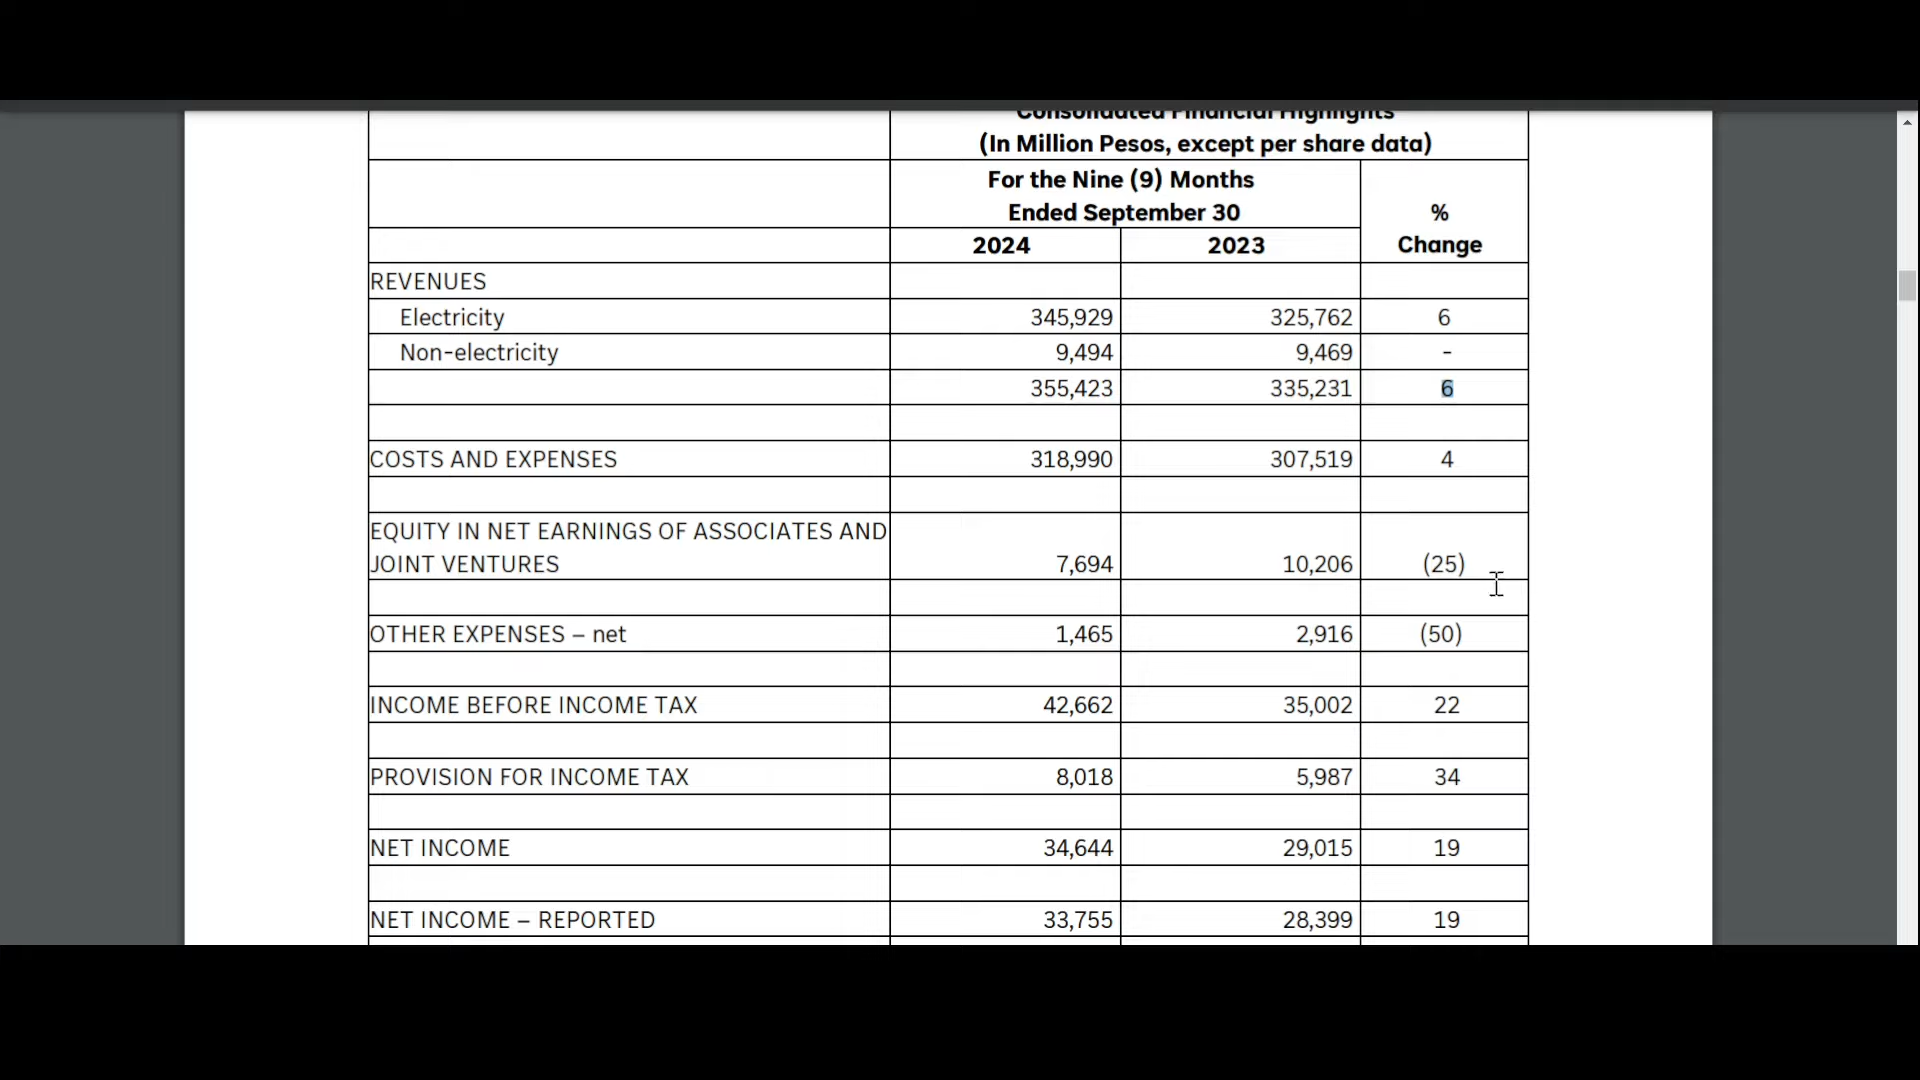 Consolidated Financial Highlights
(In Million Pesos, except per share data)
For the Nine (9) Months
Ended September 30
%
Change
2024 2023
REVENUES
Electricity 345,929 325,762 6
Non-electricity 9,494 9,469 -
355,423 335,231 6
COSTS AND EXPENSES 318,990 307,519 4
EQUITY IN NET EARNINGS OF ASSOCIATES AND
JOINT VENTURES 7,694 10,206 (25)
OTHER EXPENSES – net 1,465 2,916 (50)
INCOME BEFORE INCOME TAX 42,662 35,002 22
PROVISION FOR INCOME TAX 8,018 5,987 34
NET INCOME 34,644 29,015 19
NET INCOME – REPORTED 33,755 28,399 19